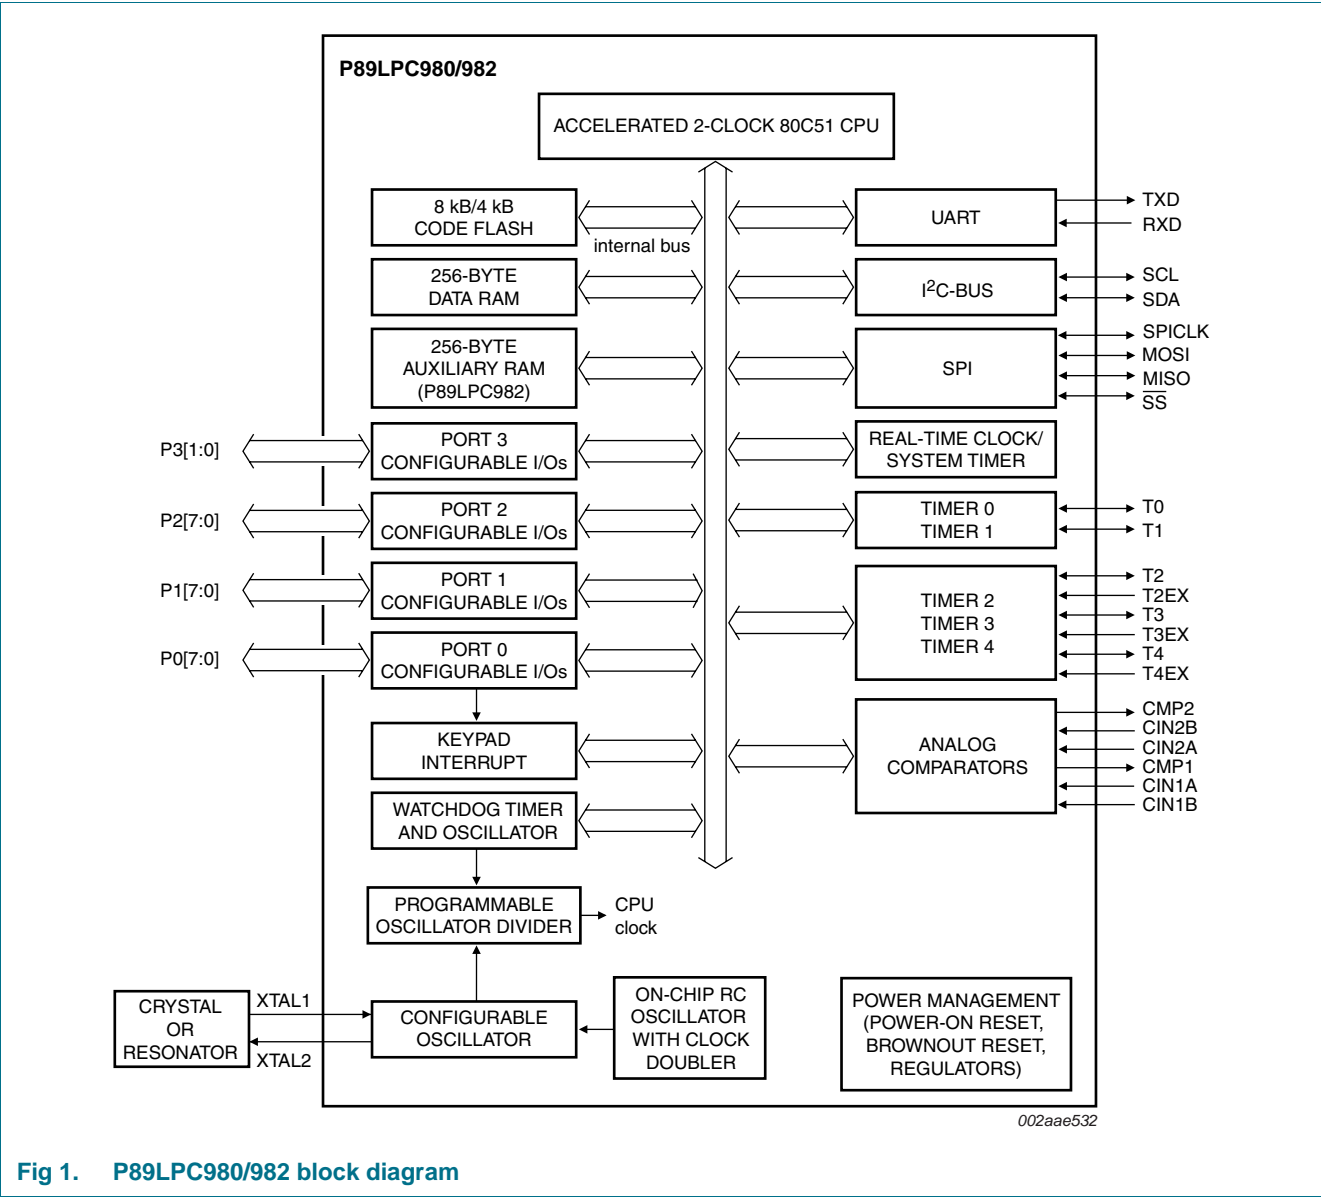 P89LPC980/982
ACCELERATED 2-CLOCK 80C51 CPU
8 kB/4 kB
CODE FLASH
internal bus
256-BYTE
DATA RAM
256-BYTE
AUXILIARY RAM
(P89LPC982)
P3[1:0]
PORT 3
CONFIGURABLE I/Os
P2[7:0]
PORT 2
CONFIGURABLE I/Os
P1[7:0]
PORT 1
CONFIGURABLE I/Os
P0[7:0]
PORT 0
CONFIGURABLE I/Os
KEYPAD
INTERRUPT
WATCHDOG TIMER
AND OSCILLATOR
PROGRAMMABLE
OSCILLATOR DIVIDER
CPU
clock
CRYSTAL
OR
RESONATOR
XTAL1
XTAL2
CONFIGURABLE
OSCILLATOR
ON-CHIP RC
OSCILLATOR
WITH CLOCK
DOUBLER
UART
TXD
RXD
I²C-BUS
SCL
SDA
SPI
SPICLK
MOSI
MISO
SS
REAL-TIME CLOCK/
SYSTEM TIMER
TIMER 0
TIMER 1
T0
T1
TIMER 2
TIMER 3
TIMER 4
T2
T2EX
T3
T3EX
T4
T4EX
ANALOG
COMPARATORS
CMP2
CIN2B
CIN2A
CMP1
CIN1A
CIN1B
POWER MANAGEMENT
(POWER-ON RESET,
BROWNOUT RESET,
REGULATORS)
002aae532
Fig 1. P89LPC980/982 block diagram